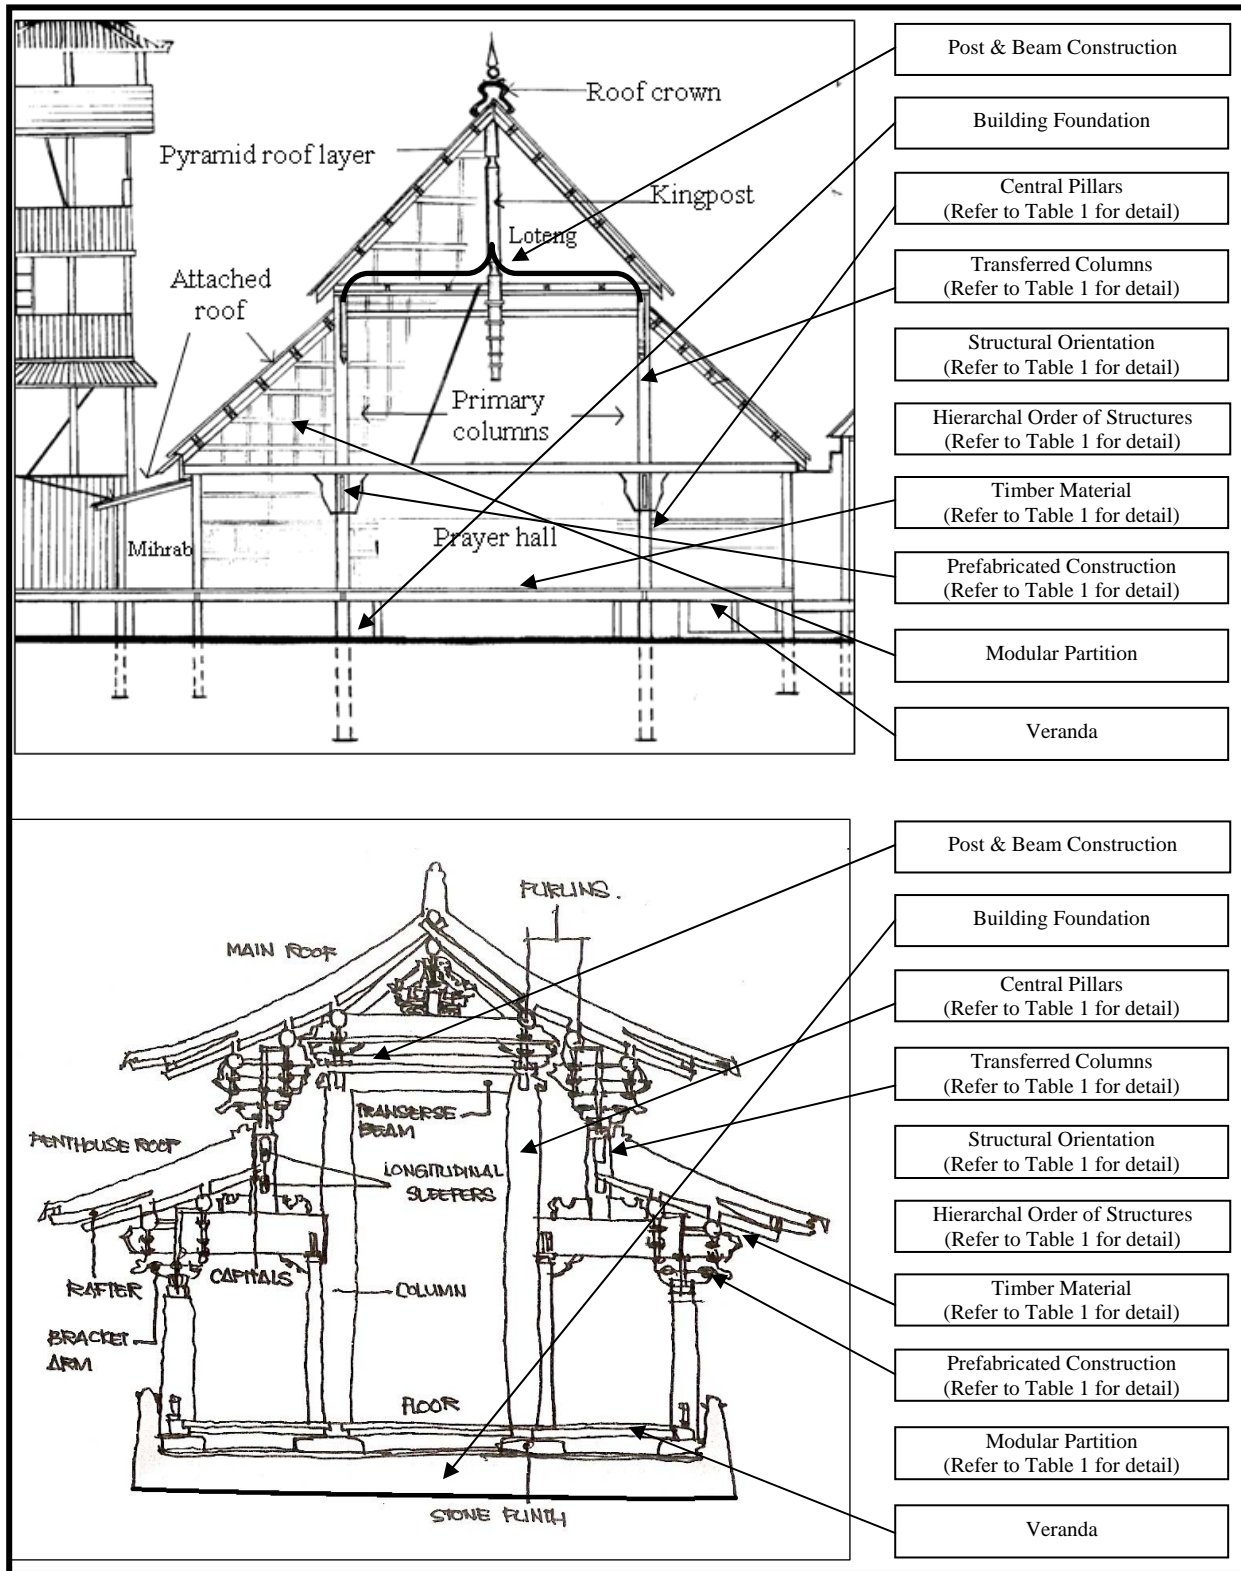 Roof crown
Pyramid roof layer
Kingpost
Loteng
Attached
roof
Primary
columns
Mihrab
Prayer hall
Post & Beam Construction
Building Foundation
Central Pillars
(Refer to Table 1 for detail)
Transferred Columns
(Refer to Table 1 for detail)
Structural Orientation
(Refer to Table 1 for detail)
Hierarchal Order of Structures
(Refer to Table 1 for detail)
Timber Material
(Refer to Table 1 for detail)
Prefabricated Construction
(Refer to Table 1 for detail)
Modular Partition
Veranda
PURLINS.
MAIN ROOF
TRANSERSE
BEAM
PENTHOUSE ROOF
LONGITUDINAL
SLEEPERS
RAFTER
CAPITALS
COLUMN
BRACKET
ARM
FLOOR
STONE PLINTH
Post & Beam Construction
Building Foundation
Central Pillars
(Refer to Table 1 for detail)
Transferred Columns
(Refer to Table 1 for detail)
Structural Orientation
(Refer to Table 1 for detail)
Hierarchal Order of Structures
(Refer to Table 1 for detail)
Timber Material
(Refer to Table 1 for detail)
Prefabricated Construction
(Refer to Table 1 for detail)
Modular Partition
(Refer to Table 1 for detail)
Veranda